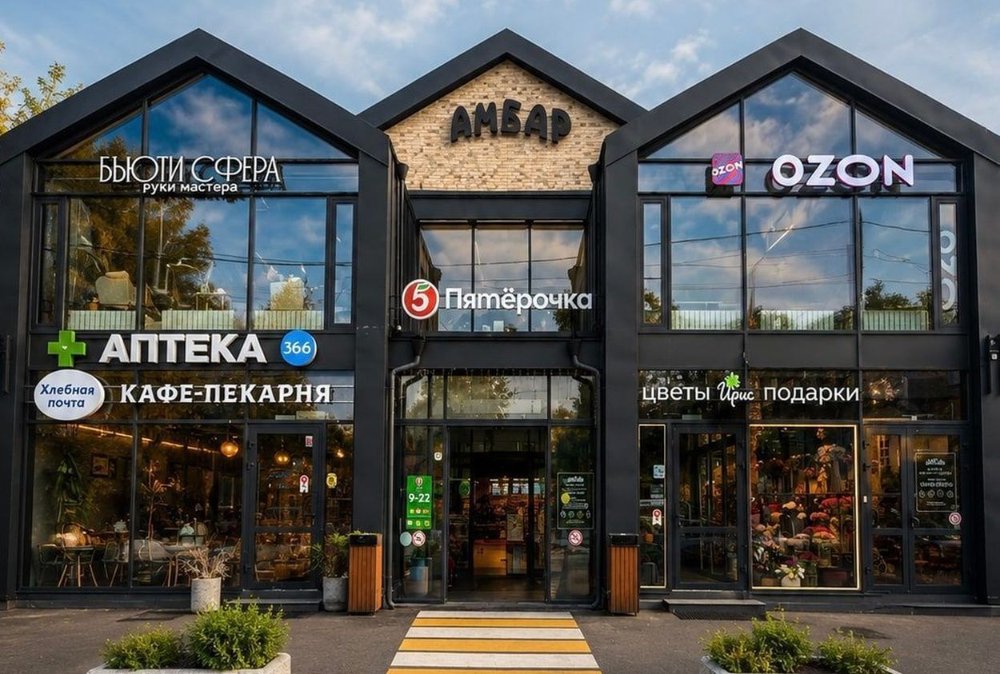 АМБАР
БЬЮТИ СФЕРА
руки мастера
OZON
OZON
5 Пятёрочка
АПТЕКА 366
Хлебная
почта
КАФЕ-ПЕКАРНЯ
цветы Ирис подарки
9-22